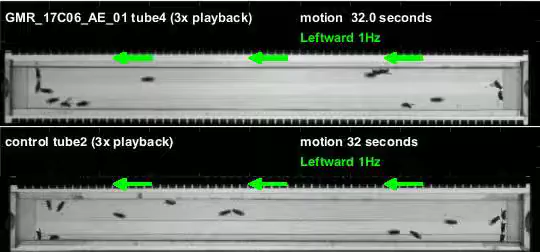 GMR_17C06_AE_01 tube4 (3x playback) motion 32.0 seconds
Leftward 1Hz
control tube2 (3x playback) motion 32 seconds
Leftward 1Hz